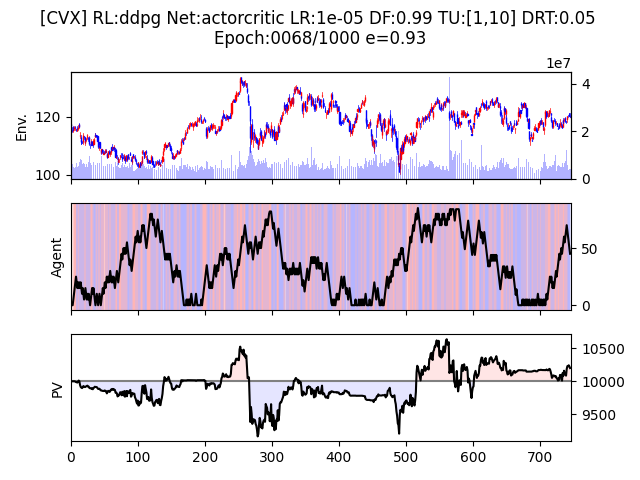 [CVX] RL:ddpg Net:actorcritic LR:1e-05 DF:0.99 TU:[1,10] DRT:0.05
Epoch:0068/1000 e=0.93
1e7
Env.
120
100
4
2
0
Agent
50
0
PV
10500
10000
9500
0 100 200 300 400 500 600 700